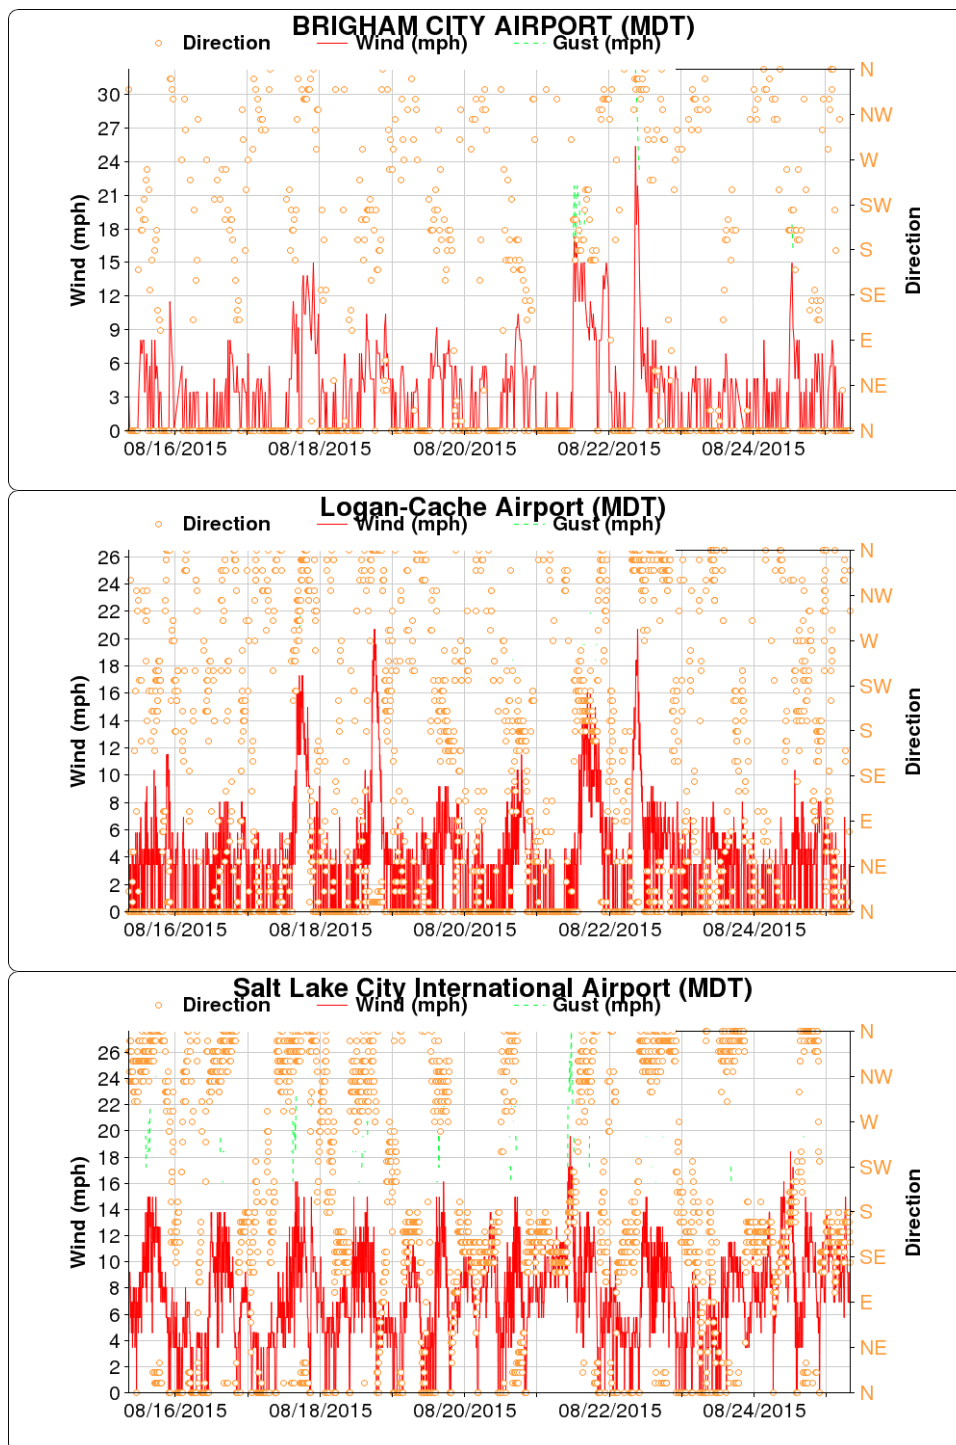 BRIGHAM CITY AIRPORT (MDT)
Direction Wind (mph) Gust (mph)
30
27
24
21
18
15
12
9
6
3
0
Wind (mph)
N
NW
W
SW
S
SE
E
NE
N
Direction
08/16/2015 08/18/2015 08/20/2015 08/22/2015 08/24/2015
Logan-Cache Airport (MDT)
Direction Wind (mph) Gust (mph)
26
24
22
20
18
16
14
12
10
8
6
4
2
0
Wind (mph)
N
NW
W
SW
S
SE
E
NE
N
Direction
08/16/2015 08/18/2015 08/20/2015 08/22/2015 08/24/2015
Salt Lake City International Airport (MDT)
Direction Wind (mph) Gust (mph)
26
24
22
20
18
16
14
12
10
8
6
4
2
0
Wind (mph)
N
NW
W
SW
S
SE
E
NE
N
Direction
08/16/2015 08/18/2015 08/20/2015 08/22/2015 08/24/2015